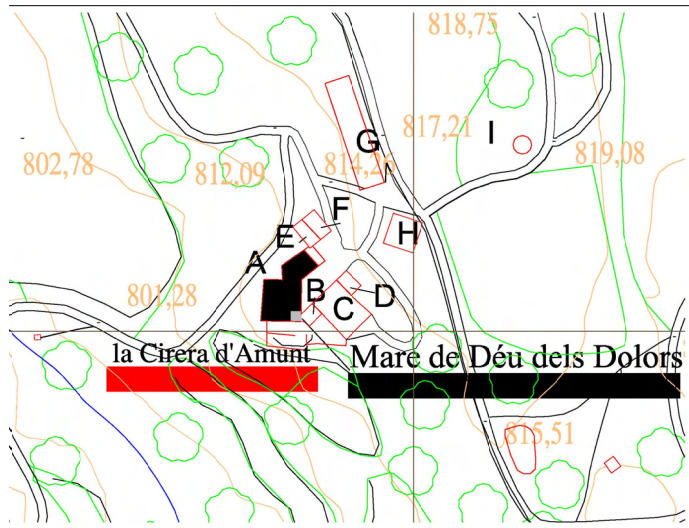 818,75
817,21
I
G
802,78
812,09
814,26
819,08
F
E
H
A
801,28
B
C
D
la Cirera d'Amunt
Mare de Déu dels Dolors
815,51